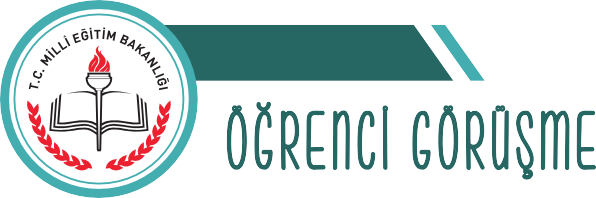 T.C. MİLLİ EĞİTİM BAKANLIĞI
ÖĞRENCİ GÖRÜŞME